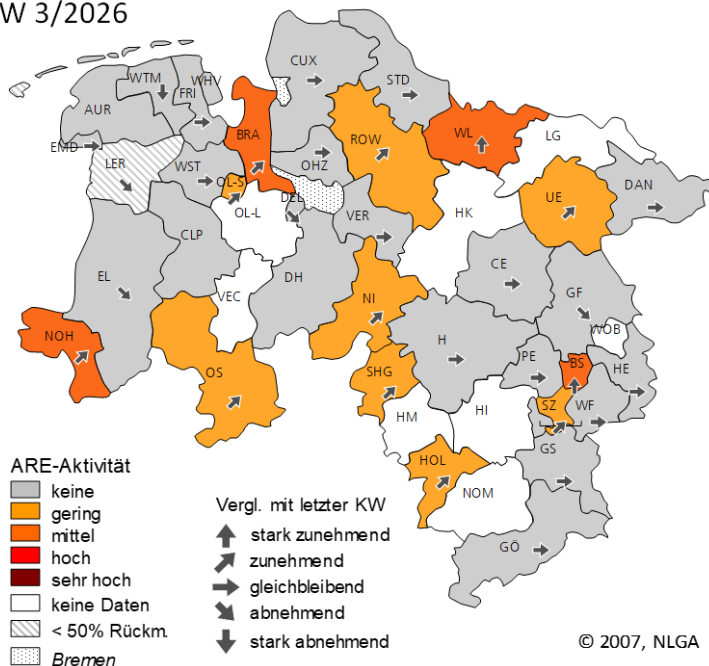 W 3/2026
CUX
STD
WTM
WHV
FRI
AUR
BRA
ROW
WL
LG
EMD
LER
WST
OHZ
OL-S
DEL
UE
DAN
OL-L
VER
HK
CLP
CE
EL
DH
GF
VEC
NI
WOB
NOH
H
PE
BS
HE
OS
SHG
SZ
WF
HM
HI
GS
HOL
NOM
GÖ
ARE-Aktivität
keine
gering
mittel
hoch
sehr hoch
keine Daten
< 50% Rückm.
Bremen
Vergl. mit letzter KW
stark zunehmend
zunehmend
gleichbleibend
abnehmend
stark abnehmend
© 2007, NLGA